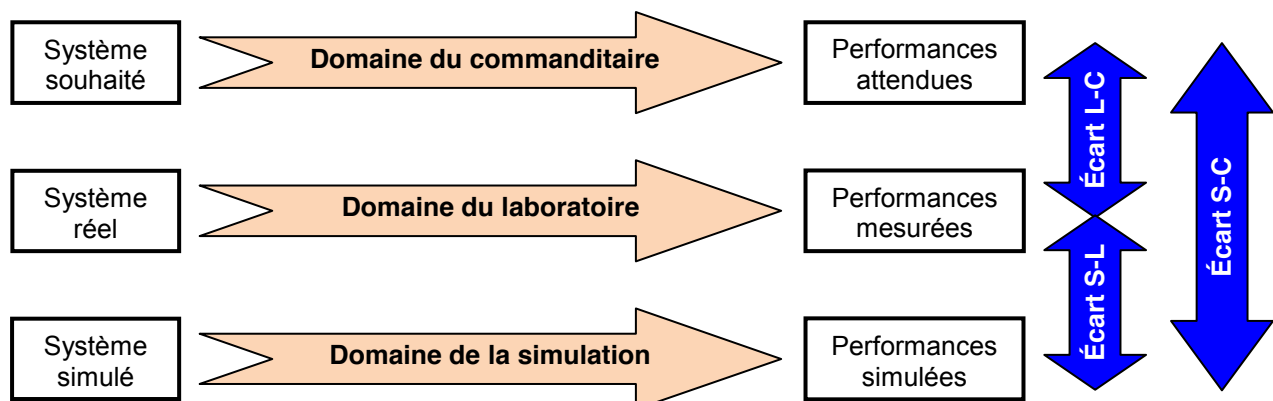 Système
souhaité
Domaine du commanditaire
Performances
attendues
Écart L-C
Écart S-C
Système
réel
Domaine du laboratoire
Performances
mesurées
Écart S-L
Système
simulé
Domaine de la simulation
Performances
simulées